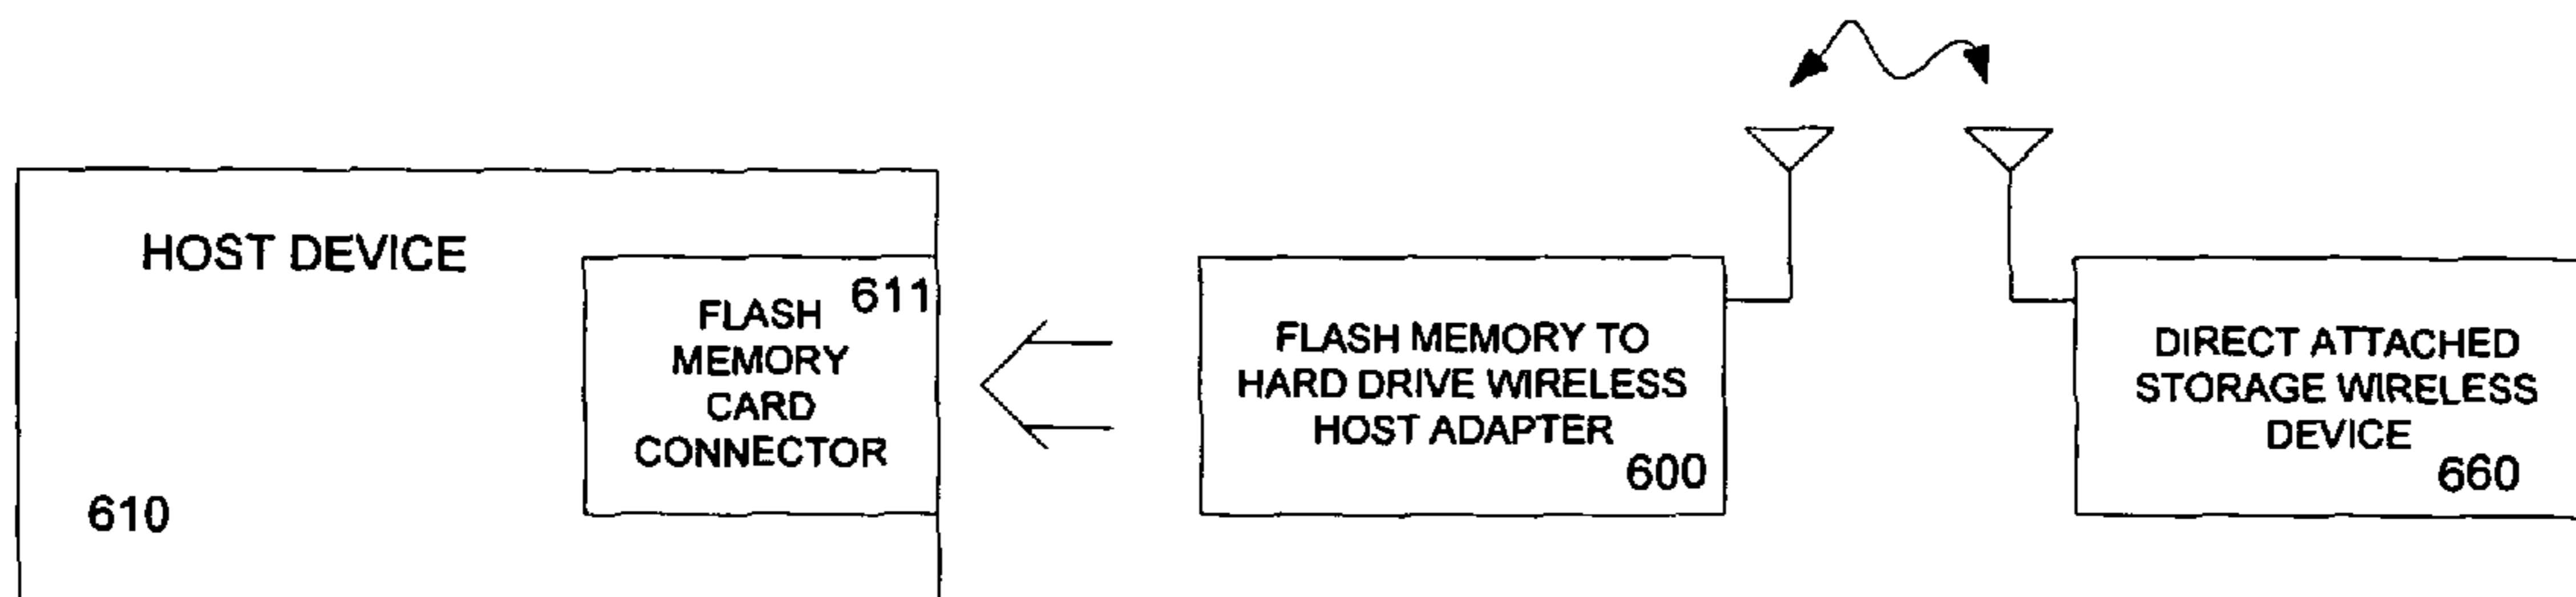 HOST DEVICE
610
611
FLASH
MEMORY
CARD
CONNECTOR
FLASH MEMORY TO
HARD DRIVE WIRELESS
HOST ADAPTER
600
DIRECT ATTACHED
STORAGE WIRELESS
DEVICE
660